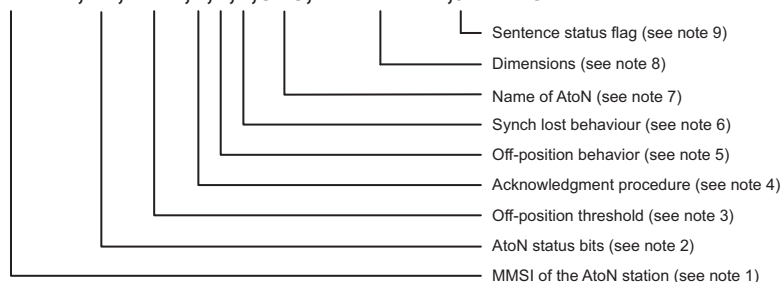 Sentence status flag (see note 9)
Dimensions (see note 8)
Name of AtoN (see note 7)
Synch lost behaviour (see note 6)
Off-position behavior (see note 5)
Acknowledgment procedure (see note 4)
Off-position threshold (see note 3)
AtoN status bits (see note 2)
MMSI of the AtoN station (see note 1)